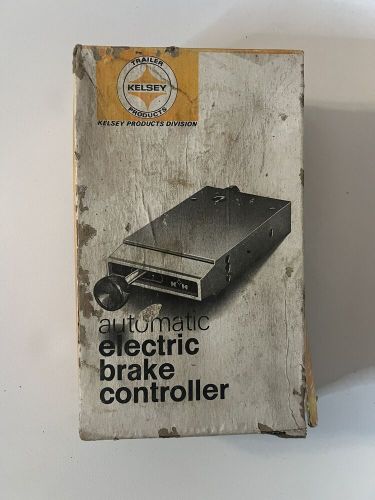 TRAILER
KELSEY
PRODUCTS
KELSEY PRODUCTS DIVISION
automatic
electric
brake
controller